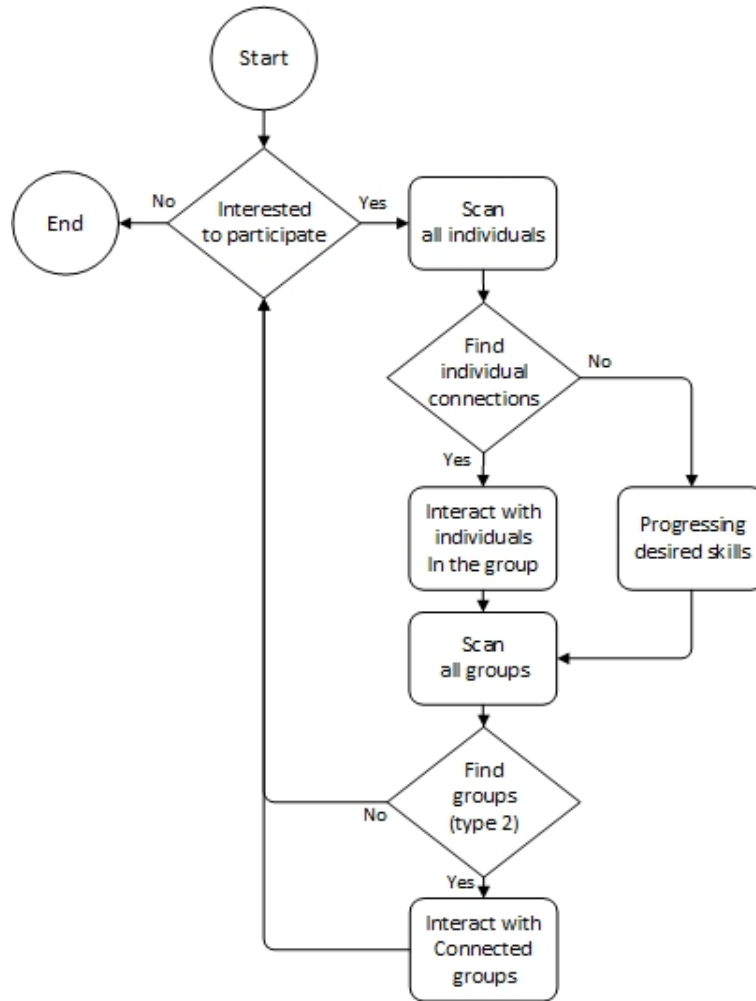 Start
No
Interested
to participate
Yes
End
Scan
all individuals
Find
individual
connections
No
Yes
Interact with
individuals
In the group
Progressing
desired skills
Scan
all groups
Find
groups
(type 2)
No
Yes
Interact with
Connected
groups